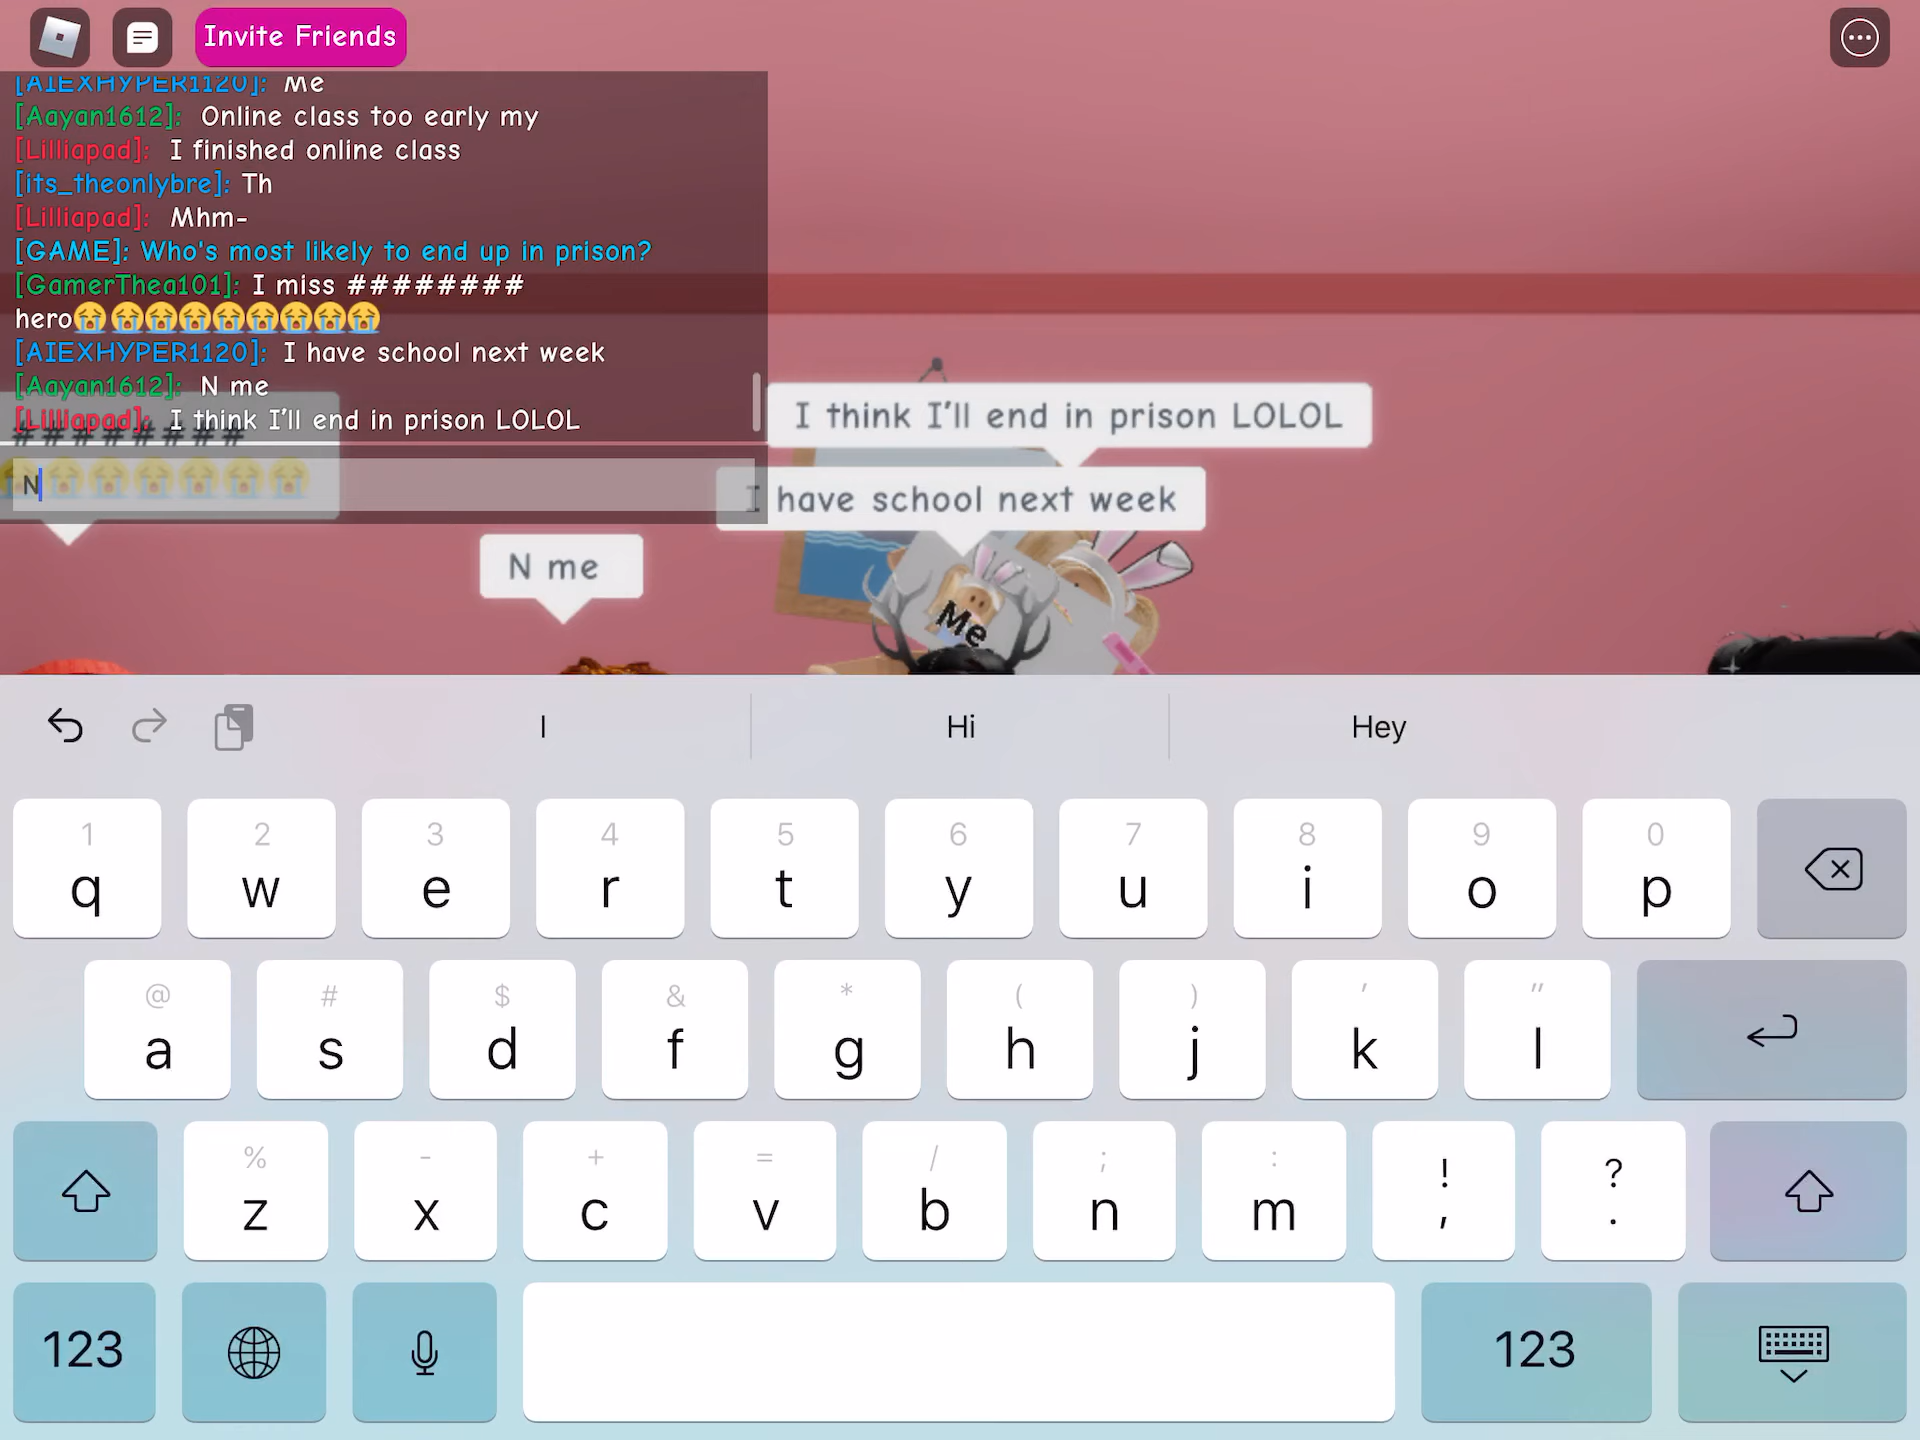 Invite Friends
[AIEXHYPER1120]: Me
[Aayan1612]: Online class too early my
[Lilliapad]: I finished online class
[its_theonlybre]: Th
[Lilliapad]: Mhm-
[GAME]: Who's most likely to end up in prison?
[GamerThea101]: I miss ########
hero😭😭😭😭😭😭😭😭😭
[AIEXHYPER1120]: I have school next week
[Aayan1612]: N me
[Lilliapad]: I think I'll end in prison LOLOL
########
😭😭😭😭😭😭😭
N
I think I'll end in prison LOLOL
I have school next week
N me
Me
I Hi Hey
1 2 3 4 5 6 7 8 9 0
q w e r t y u i o p
@ # $ & * ( ) ' "
a s d f g h j k l
% - + = / ; : ! ?
z x c v b n m , .
123 123